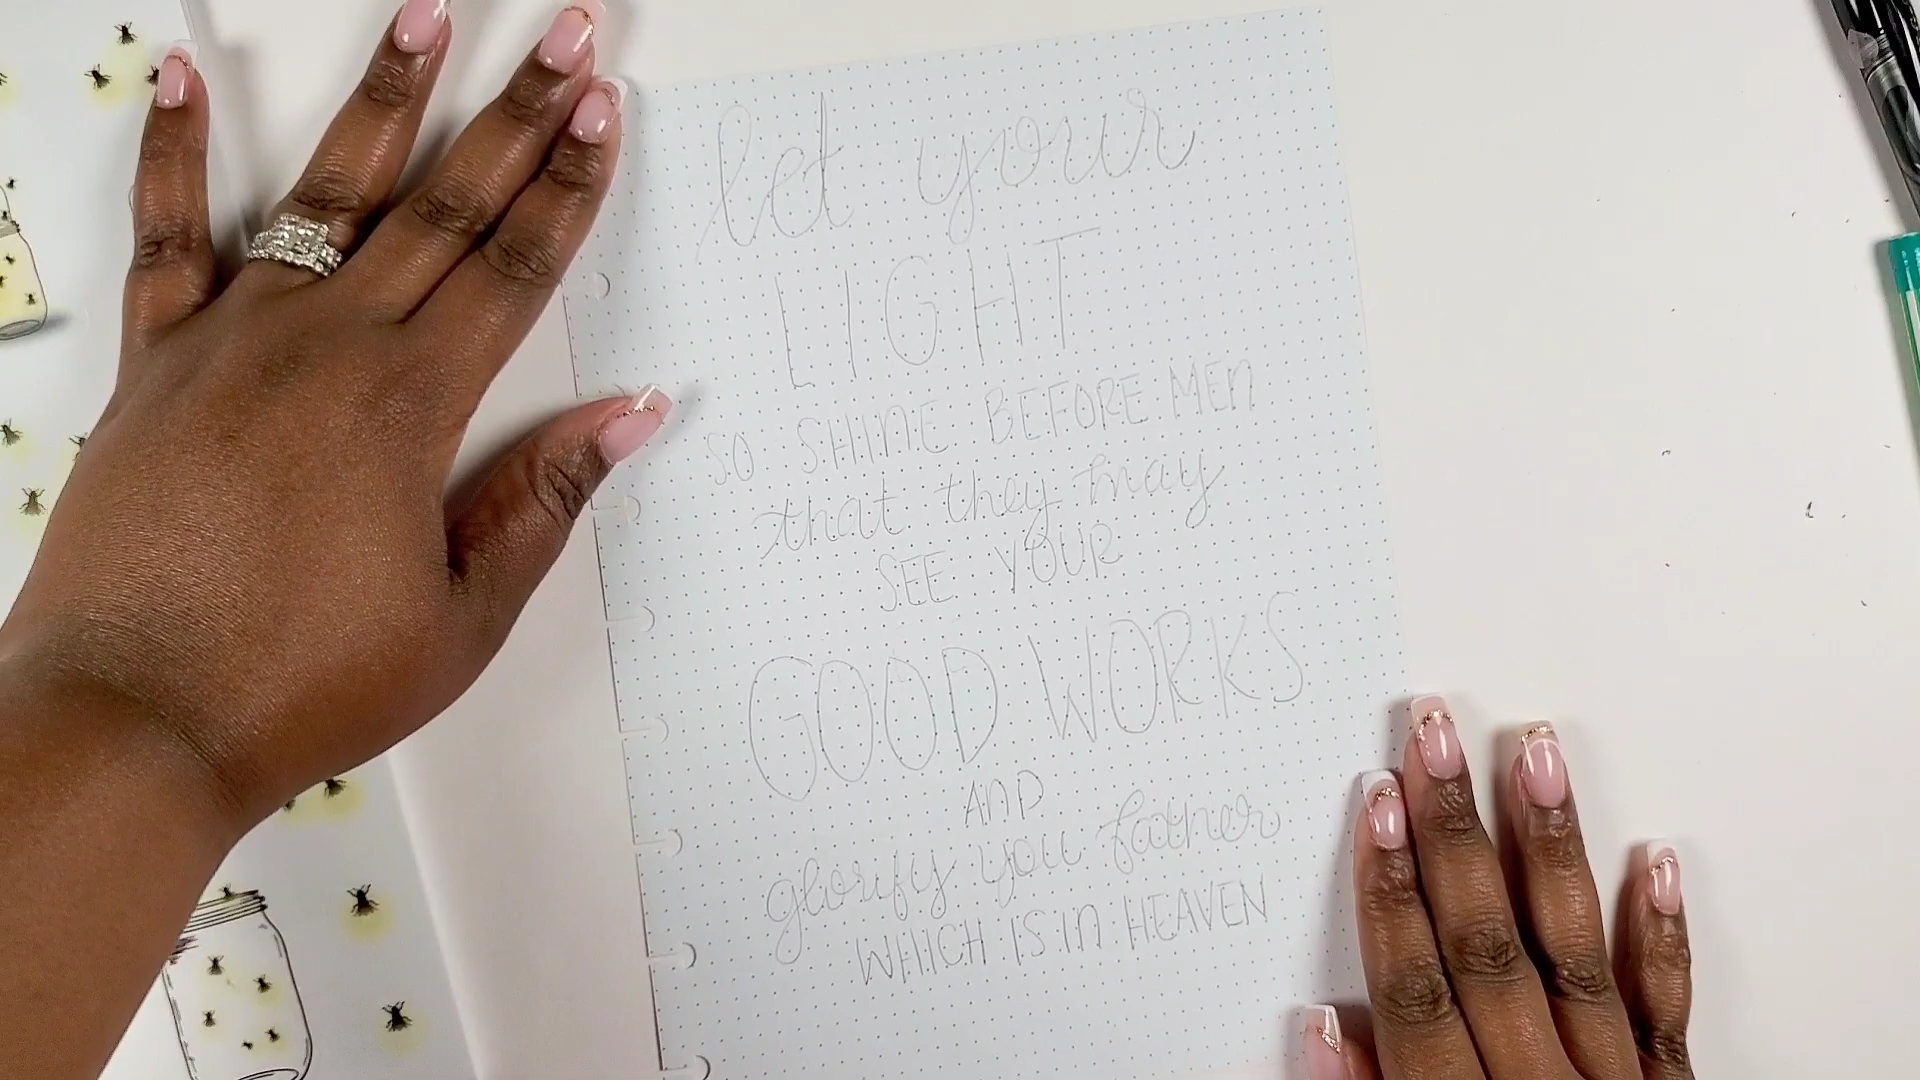 let your
LIGHT
SO SHINE BEFORE MEN
that they may
SEE YOUR
GOOD WORKS
AND
glorify you father
WHICH IS IN HEAVEN